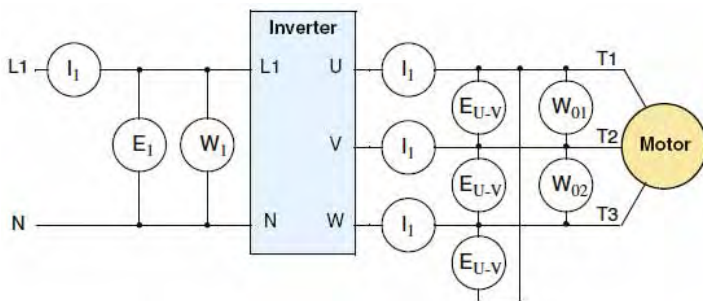 Inverter
L1 I1 L1 U I1 T1
EU-V W01
E1 W1 V I1 T2 Motor
EU-V W02
N N W I1 T3
EU-V